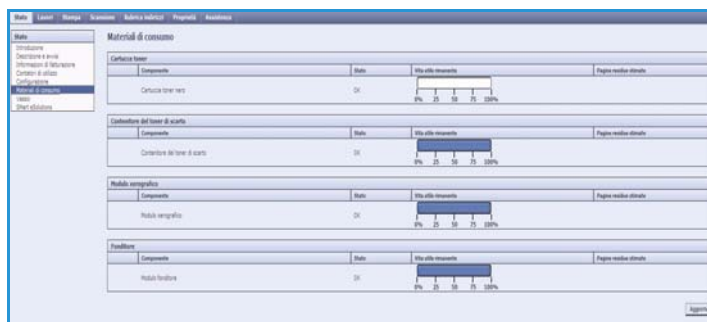 Stato Lavori Stampa Scansione Rubrica indirizzi Proprietà Assistenza
Stato
Introduzione
Descrizione e avvisi
Informazioni di fatturazione
Contatori di utilizzo
Configurazione
Materiali di consumo
Vassoi
SMart eSolutions
Materiali di consumo
Cartucce toner
Componente Stato Vita utile rimanente Pagine residue stimate
Cartuccia toner nero OK
0% 25 50 75 100%
Contenitore del toner di scarto
Componente Stato Vita utile rimanente Pagine residue stimate
Contenitore del toner di scarto OK
0% 25 50 75 100%
Modulo xerografico
Componente Stato Vita utile rimanente Pagine residue stimate
Modulo xerografico OK
0% 25 50 75 100%
Fonditore
Componente Stato Vita utile rimanente Pagine residue stimate
Modulo fonditore OK
0% 25 50 75 100%